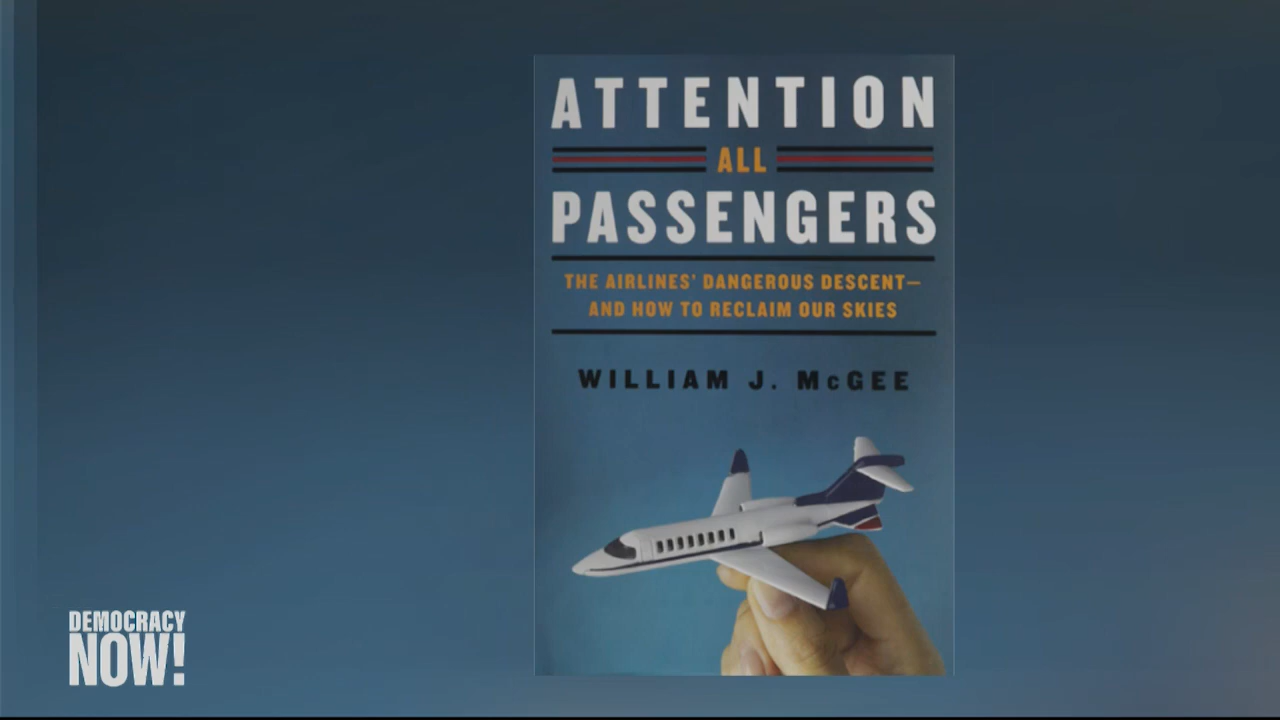 ATTENTION
ALL
PASSENGERS
THE AIRLINES' DANGEROUS DESCENT—
AND HOW TO RECLAIM OUR SKIES
WILLIAM J. McGEE
DEMOCRACY
NOW!